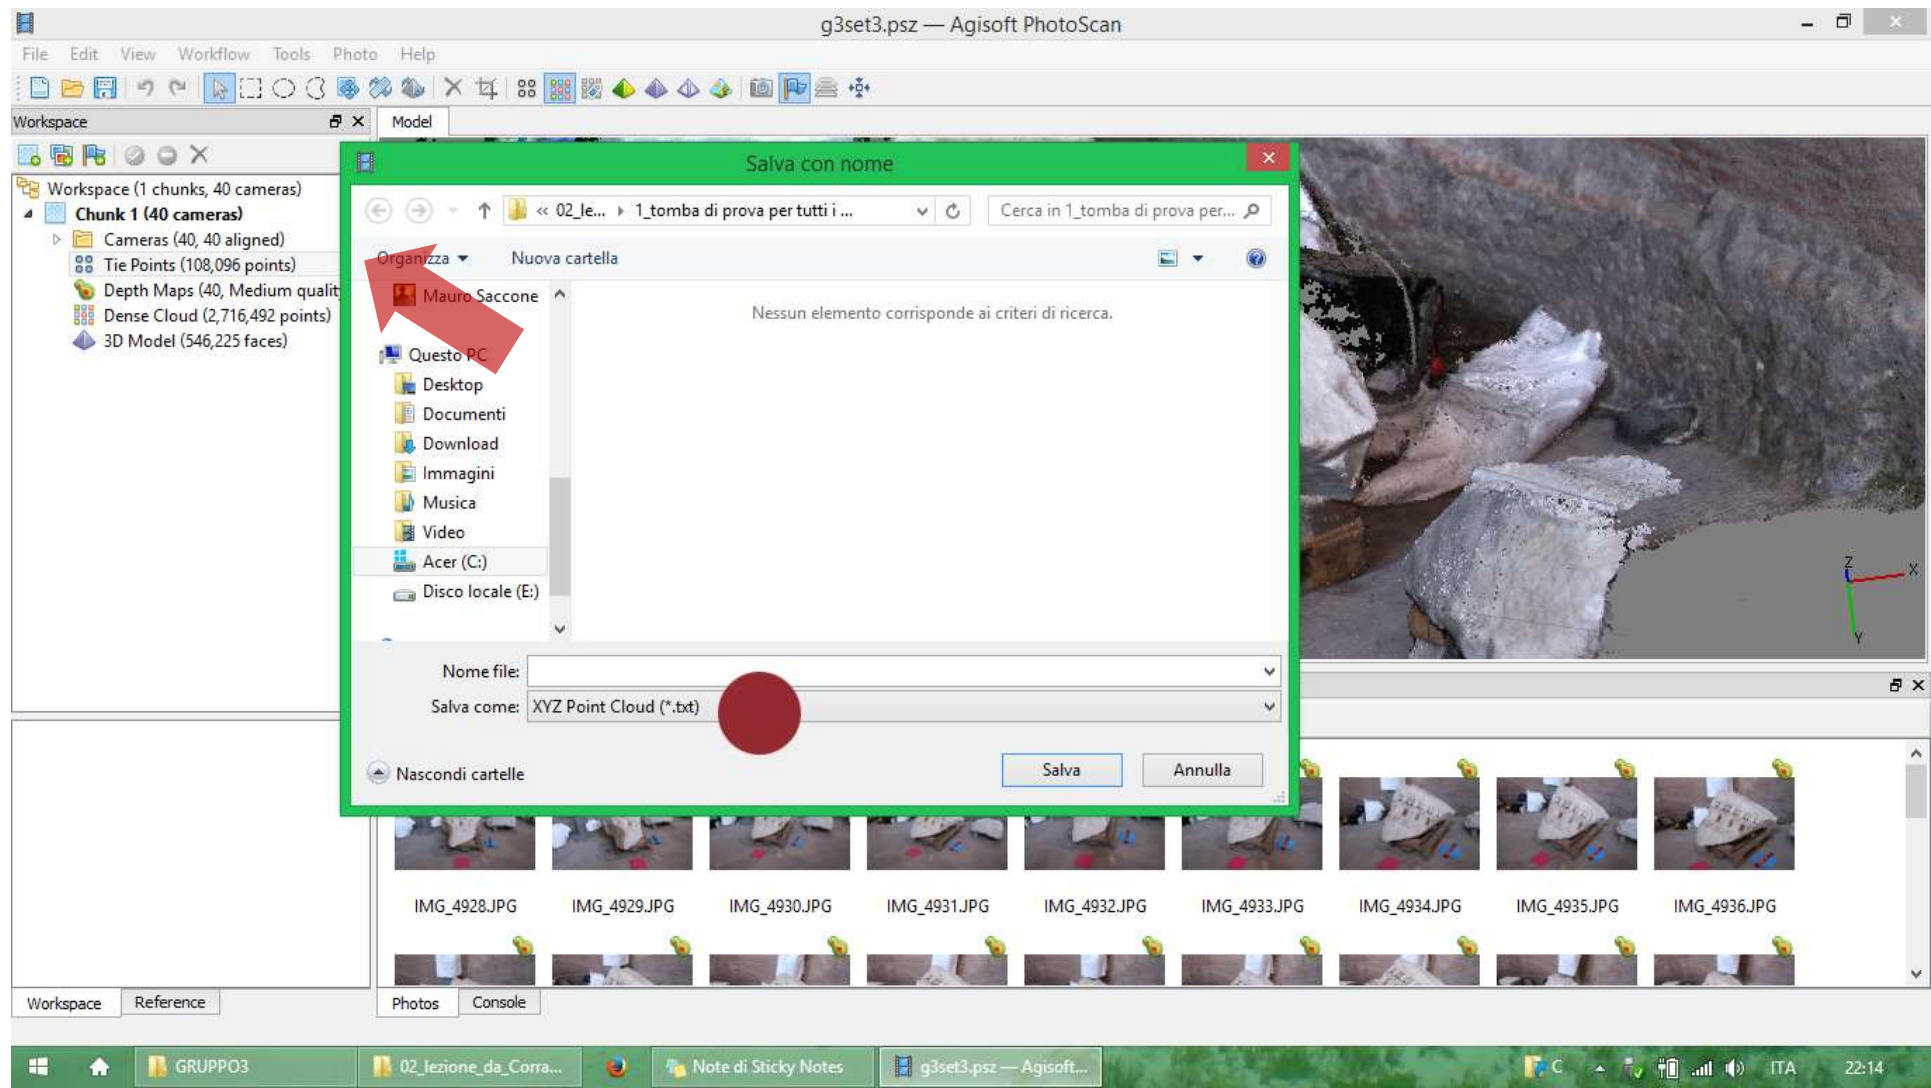 g3set3.psz — Agisoft PhotoScan
File Edit View Workflow Tools Photo Help
Workspace
Model
Workspace (1 chunks, 40 cameras)
Chunk 1 (40 cameras)
Cameras (40, 40 aligned)
Tie Points (108,096 points)
Depth Maps (40, Medium qualit
Dense Cloud (2,716,492 points)
3D Model (546,225 faces)
Salva con nome
« 02_le... 1_tomba di prova per tutti i ...
Cerca in 1_tomba di prova per...
Organizza
Nuova cartella
Mauro Saccone
Questo PC
Desktop
Documenti
Download
Immagini
Musica
Video
Acer (C:)
Disco locale (E:)
Nessun elemento corrisponde ai criteri di ricerca.
Nome file:
Salva come: XYZ Point Cloud (*.txt)
Nascondi cartelle
Salva
Annulla
Z
X
Y
IMG_4928.JPG
IMG_4929.JPG
IMG_4930.JPG
IMG_4931.JPG
IMG_4932.JPG
IMG_4933.JPG
IMG_4934.JPG
IMG_4935.JPG
IMG_4936.JPG
Workspace
Reference
Photos
Console
GRUPPO3
02_lezione_da_Corra...
Note di Sticky Notes
g3set3.psz — Agisoft...
C
ITA
22:14